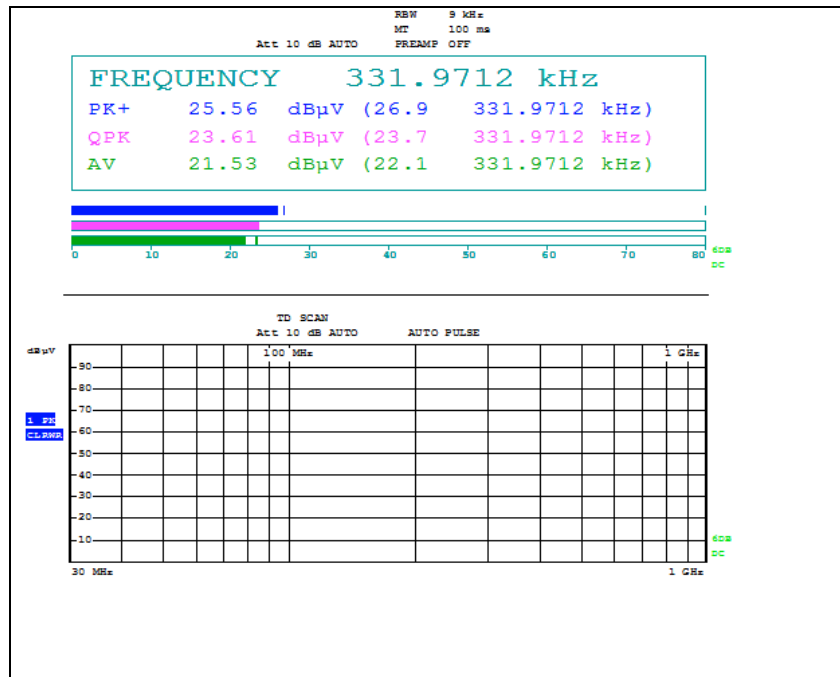 RBW 9 kHz
MT 100 ms
Att 10 dB AUTO PREAMP OFF
FREQUENCY 331.9712 kHz
PK+ 25.56 dBµV (26.9 331.9712 kHz)
QPK 23.61 dBµV (23.7 331.9712 kHz)
AV 21.53 dBµV (22.1 331.9712 kHz)
0 10 20 30 40 50 60 70 80
6DB
DC
TD SCAN
Att 10 dB AUTO AUTO PULSE
dBµV
100 MHz 1 GHz
90
80
70
1 PK
CLRWR
60
50
40
30
20
10
6DB
DC
30 MHz 1 GHz